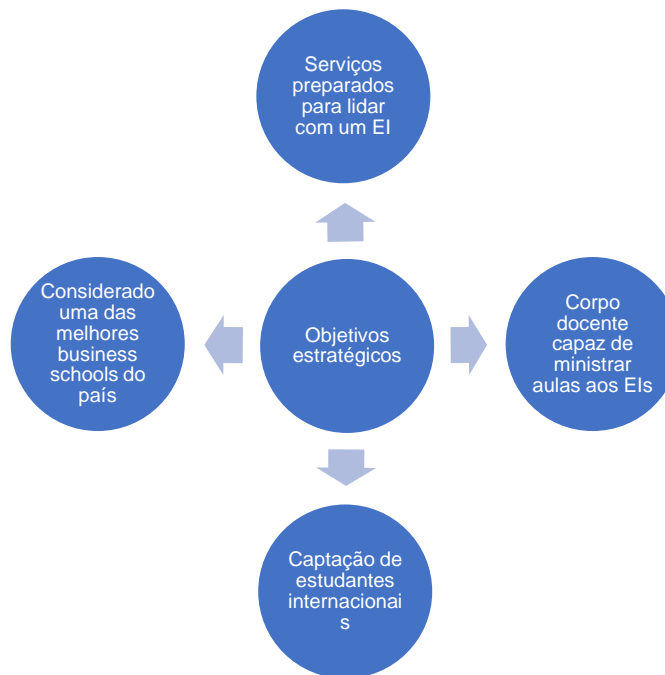 Serviços
preparados
para lidar
com um EI
Considerado
uma das
melhores
business
schools do
país
Objetivos
estratégicos
Corpo
docente
capaz de
ministrar
aulas aos EIs
Captação de
estudantes
internacionai
s